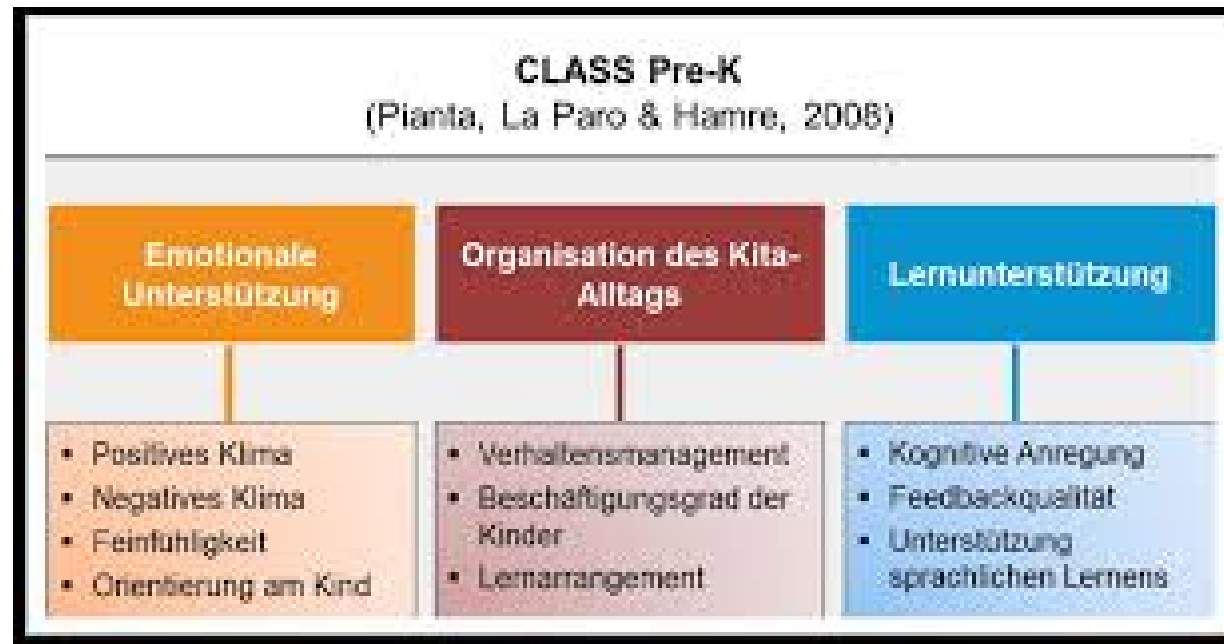 CLASS Pre-K
(Pianta, La Paro & Hamre, 2008)
Emotionale
Unterstützung
Organisation des Kita-
Alltags
Lernunterstützung
▪ Positives Klima
▪ Negatives Klima
▪ Feinfühligkeit
▪ Orientierung am Kind
▪ Verhaltensmanagement
▪ Beschäftigungsgrad der
Kinder
▪ Lernarrangement
▪ Kognitive Anregung
▪ Feedbackqualität
▪ Unterstützung
sprachlichen Lernens